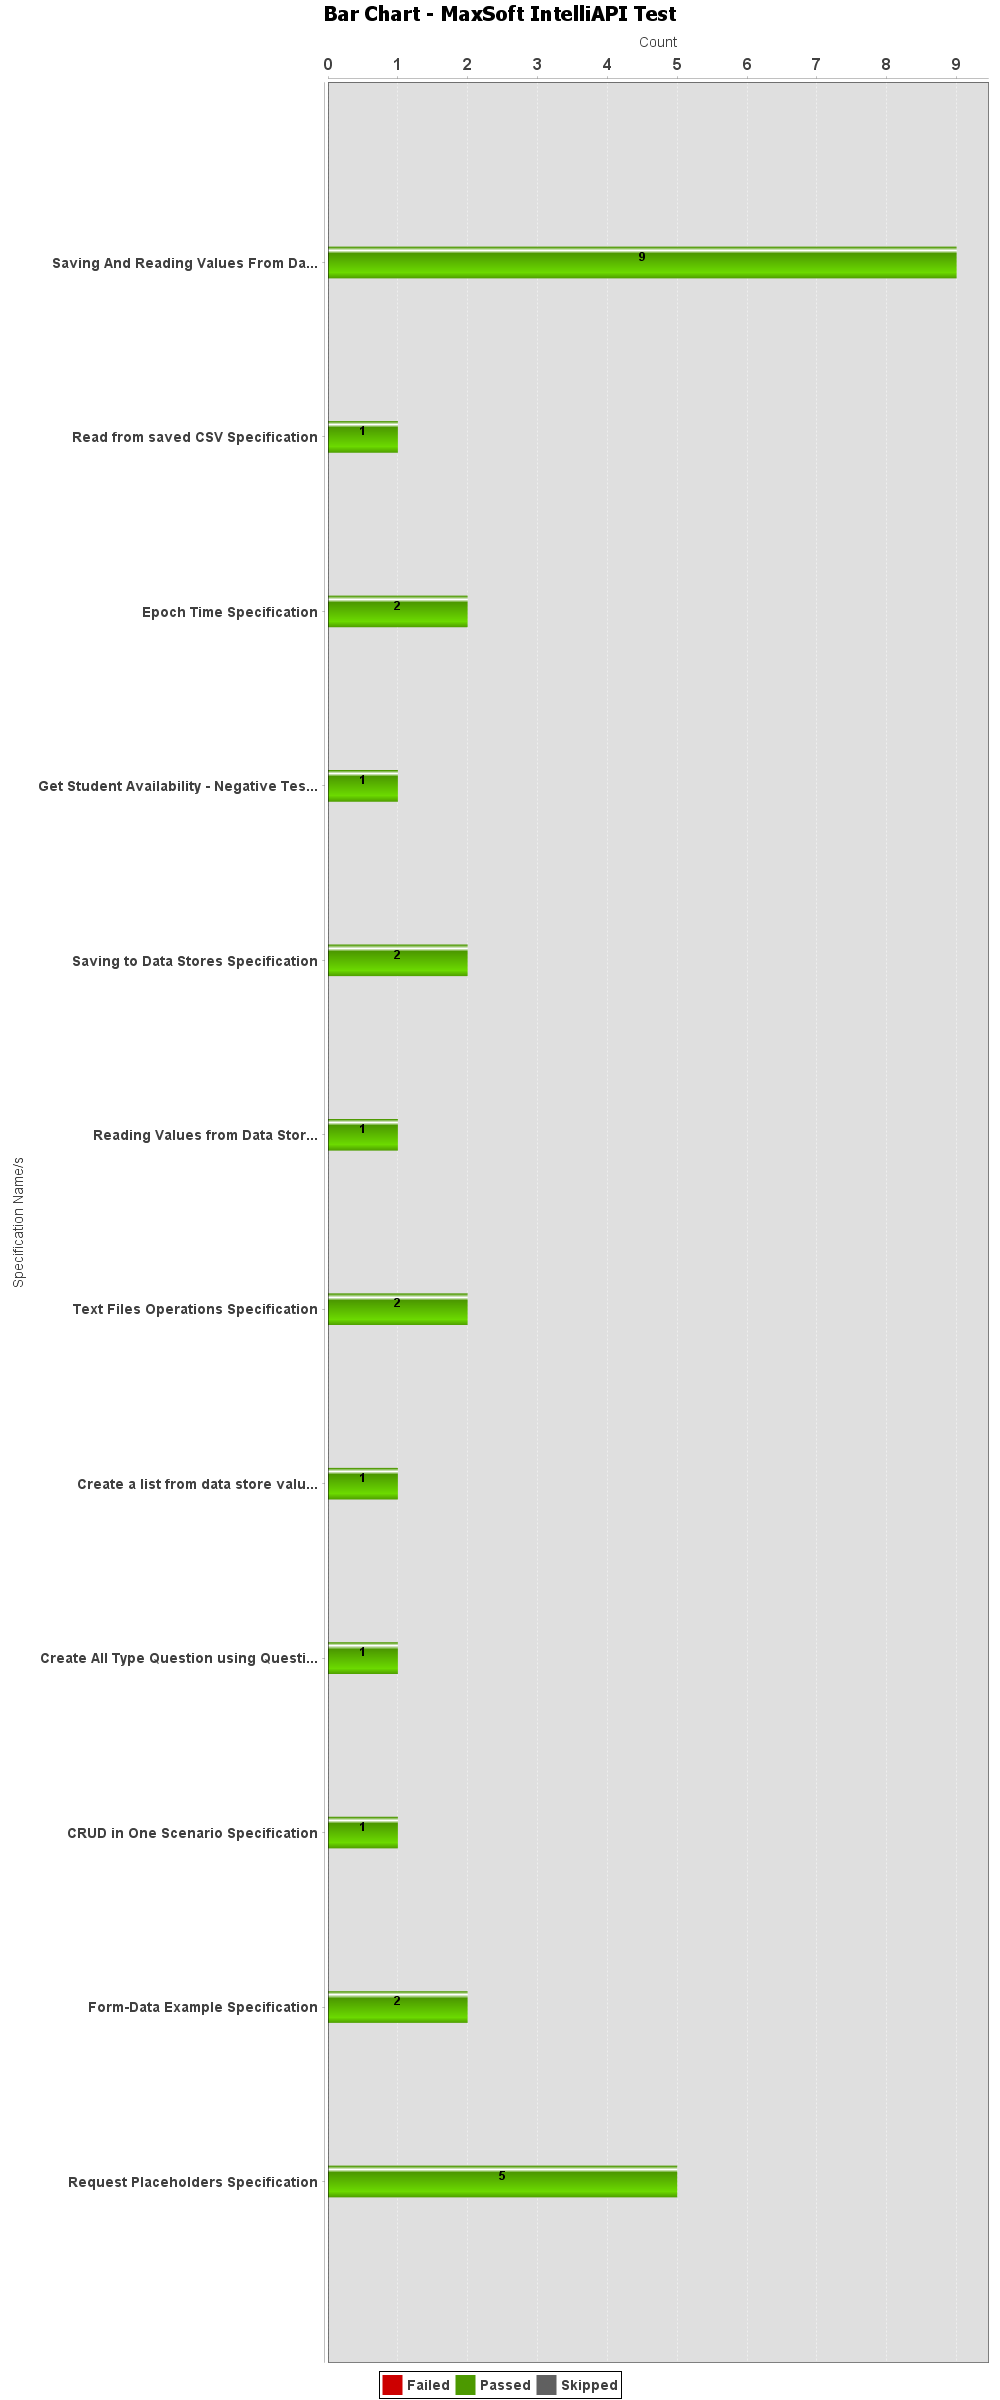 Bar Chart - MaxSoft IntelliAPI Test
Count
0 1 2 3 4 5 6 7 8 9
Saving And Reading Values From Da... 9
Read from saved CSV Specification 1
Epoch Time Specification 2
Get Student Availability - Negative Tes... 1
Saving to Data Stores Specification 2
Reading Values from Data Stor... 1
Specification Name/s
Text Files Operations Specification 2
Create a list from data store valu... 1
Create All Type Question using Questi... 1
CRUD in One Scenario Specification 1
Form-Data Example Specification 2
Request Placeholders Specification 5
Failed Passed Skipped